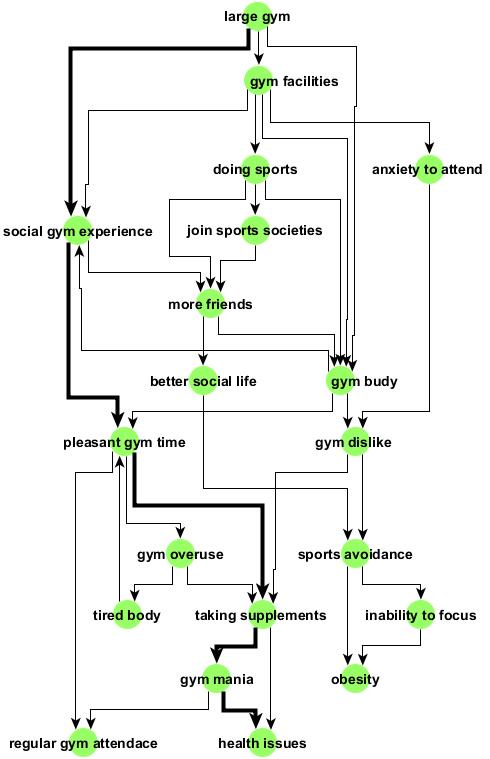 large gym
gym facilities
doing sports
anxiety to attend
social gym experience
join sports societies
more friends
better social life
gym budy
pleasant gym time
gym dislike
gym overuse
sports avoidance
tired body
taking supplements
inability to focus
gym mania
obesity
regular gym attendace
health issues